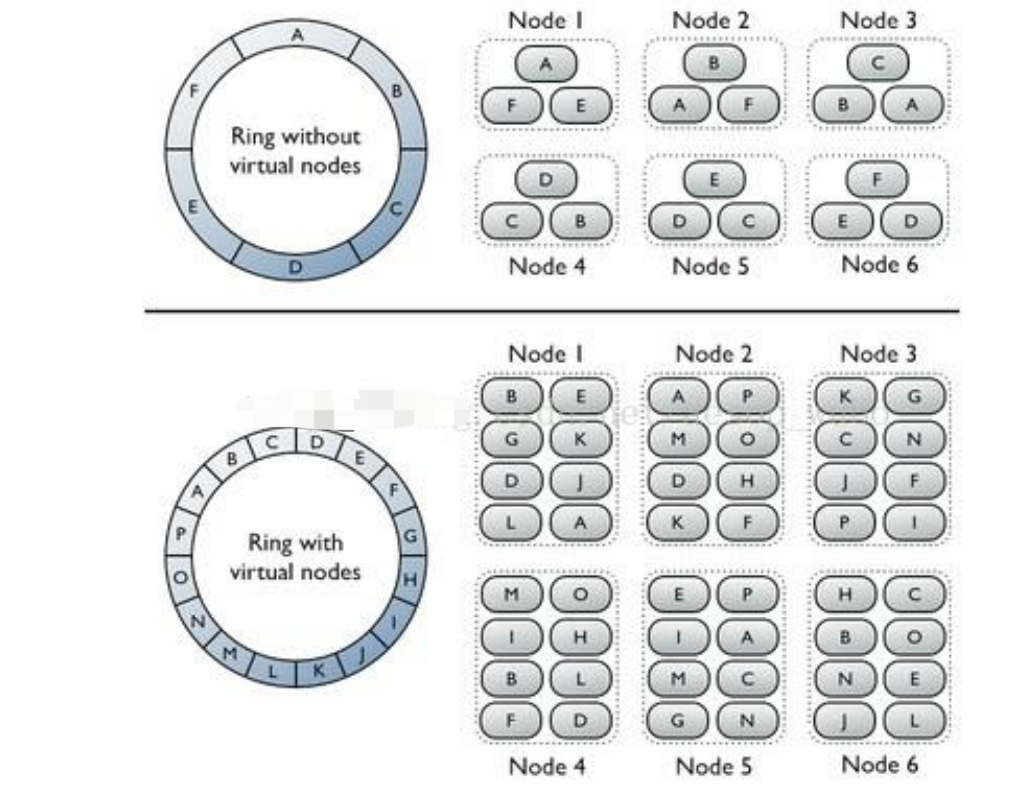 Node 1 Node 2 Node 3
A B C
F E A F B A
Ring without
virtual nodes
A
B
C
D
E
F
D E F
C B D C E D
Node 4 Node 5 Node 6
Node 1 Node 2 Node 3
B E A P K G
G K M O C N
D J D H J F
L A K F P I
Ring with
virtual nodes
A
B
C
D
E
F
G
H
I
J
K
L
M
N
O
P
M O E P H C
I H I A B O
B L M C N E
F D G N J L
Node 4 Node 5 Node 6